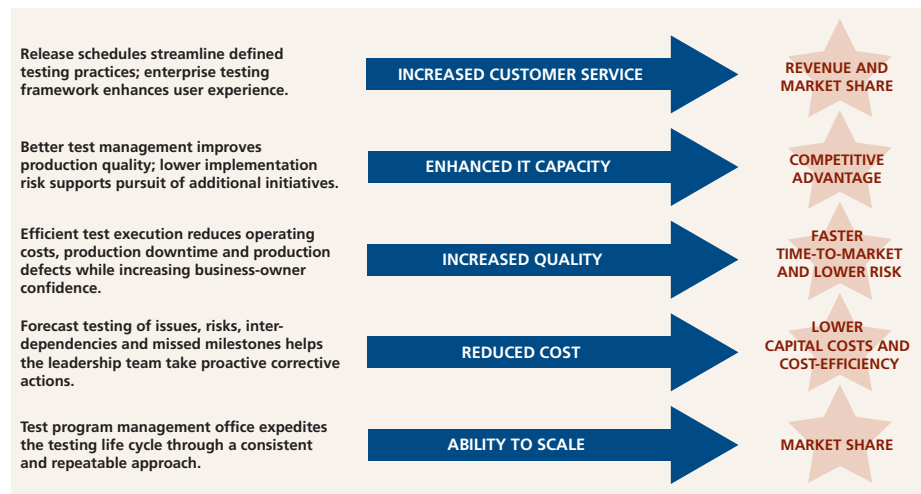 Release schedules streamline defined
testing practices; enterprise testing
framework enhances user experience.
INCREASED CUSTOMER SERVICE
REVENUE AND
MARKET SHARE
Better test management improves
production quality; lower implementation
risk supports pursuit of additional initiatives.
ENHANCED IT CAPACITY
COMPETITIVE
ADVANTAGE
Efficient test execution reduces operating
costs, production downtime and production
defects while increasing business-owner
confidence.
INCREASED QUALITY
FASTER
TIME-TO-MARKET
AND LOWER RISK
Forecast testing of issues, risks, inter-
dependencies and missed milestones helps
the leadership team take proactive corrective
actions.
REDUCED COST
LOWER
CAPITAL COSTS AND
COST-EFFICIENCY
Test program management office expedites
the testing life cycle through a consistent
and repeatable approach.
ABILITY TO SCALE
MARKET SHARE